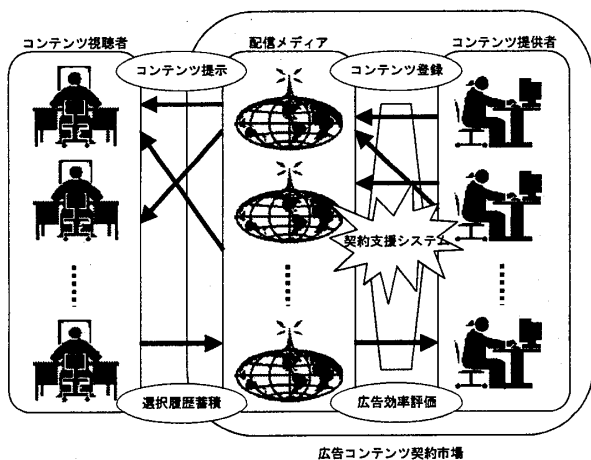 コンテンツ視聴者
配信メディア
コンテンツ提供者
コンテンツ提示
コンテンツ登録
契約支援システム
選択履歴蓄積
広告効率評価
広告コンテンツ契約市場